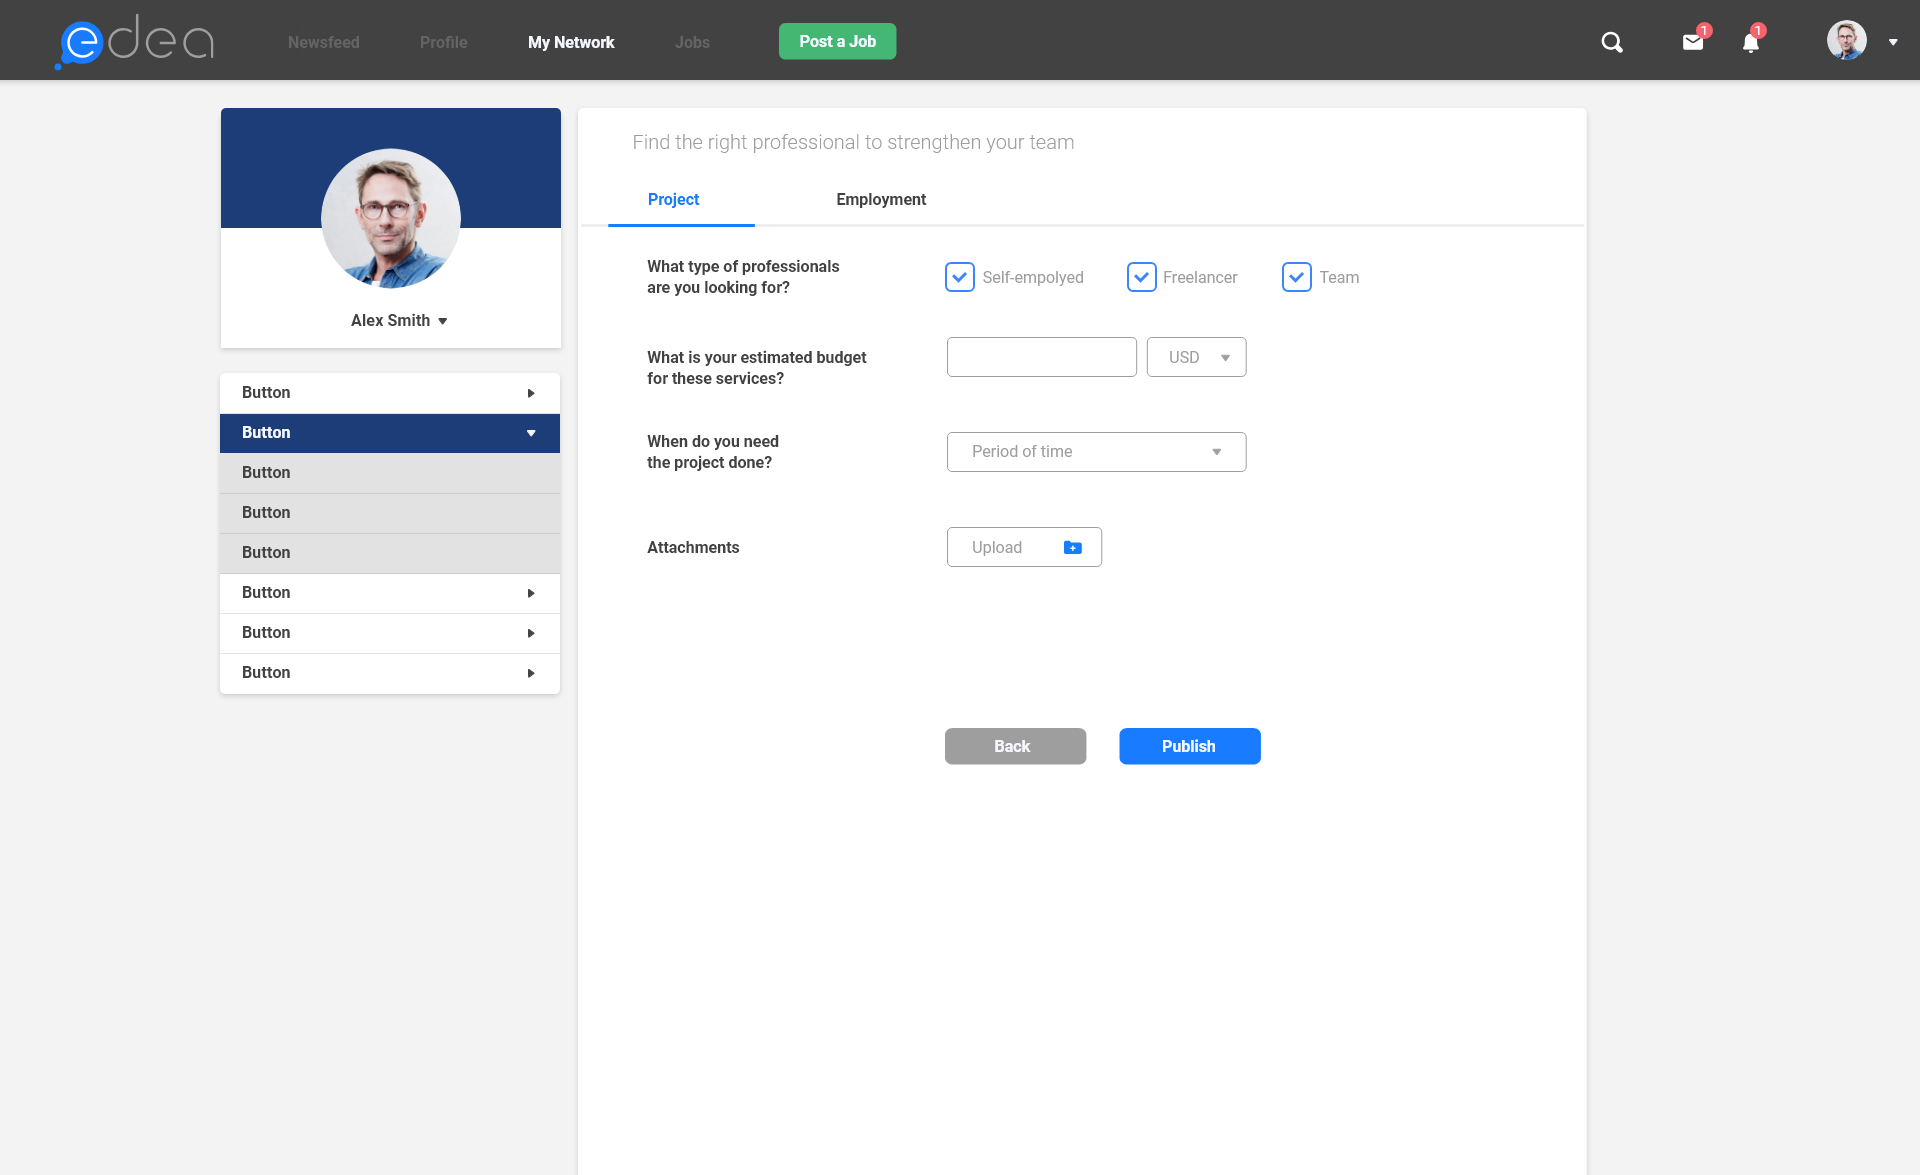 edea
Newsfeed
Profile
My Network
Jobs
Post a Job
1
1
Find the right professional to strengthen your team
Project
Employment
Alex Smith
Button
Button
Button
Button
Button
Button
Button
Button
What type of professionals
are you looking for?
Self-empolyed
Freelancer
Team
What is your estimated budget
for these services?
USD
When do you need
the project done?
Period of time
Attachments
Upload
Back
Publish